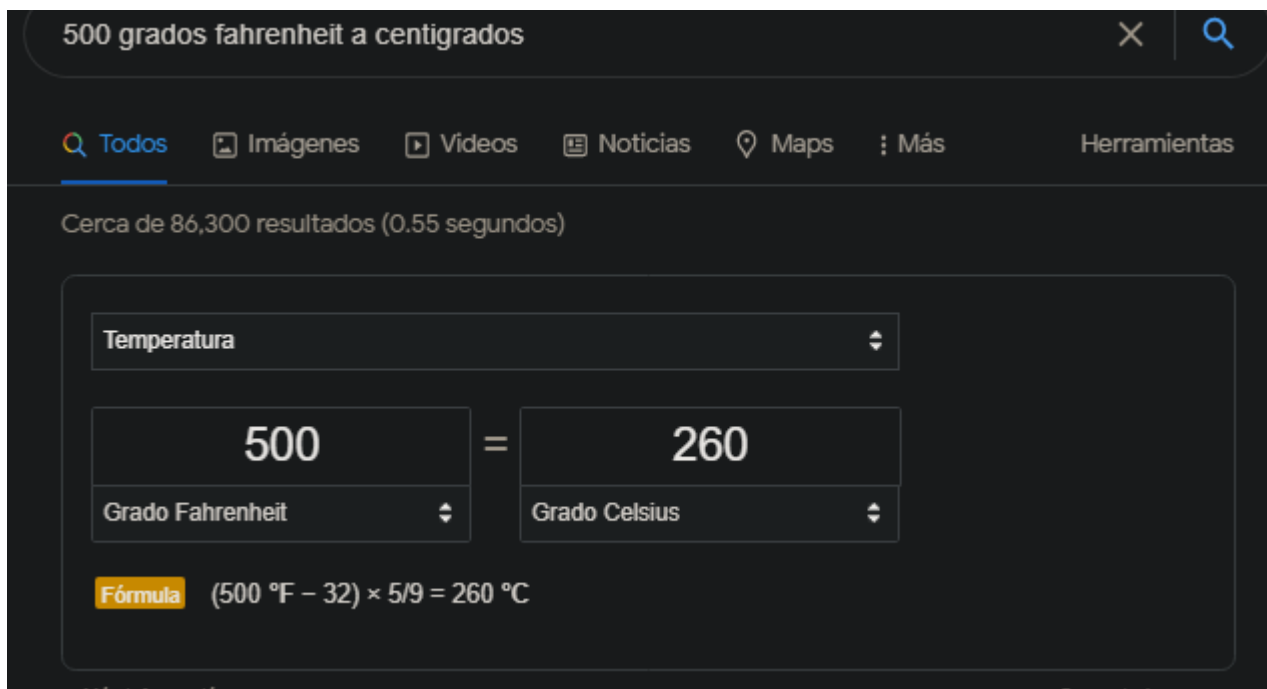 500 grados fahrenheit a centigrados
Todos Imágenes Videos Noticias Maps Más Herramientas
Cerca de 86,300 resultados (0.55 segundos)
Temperatura
500 = 260
Grado Fahrenheit Grado Celsius
Fórmula (500 °F − 32) × 5/9 = 260 °C